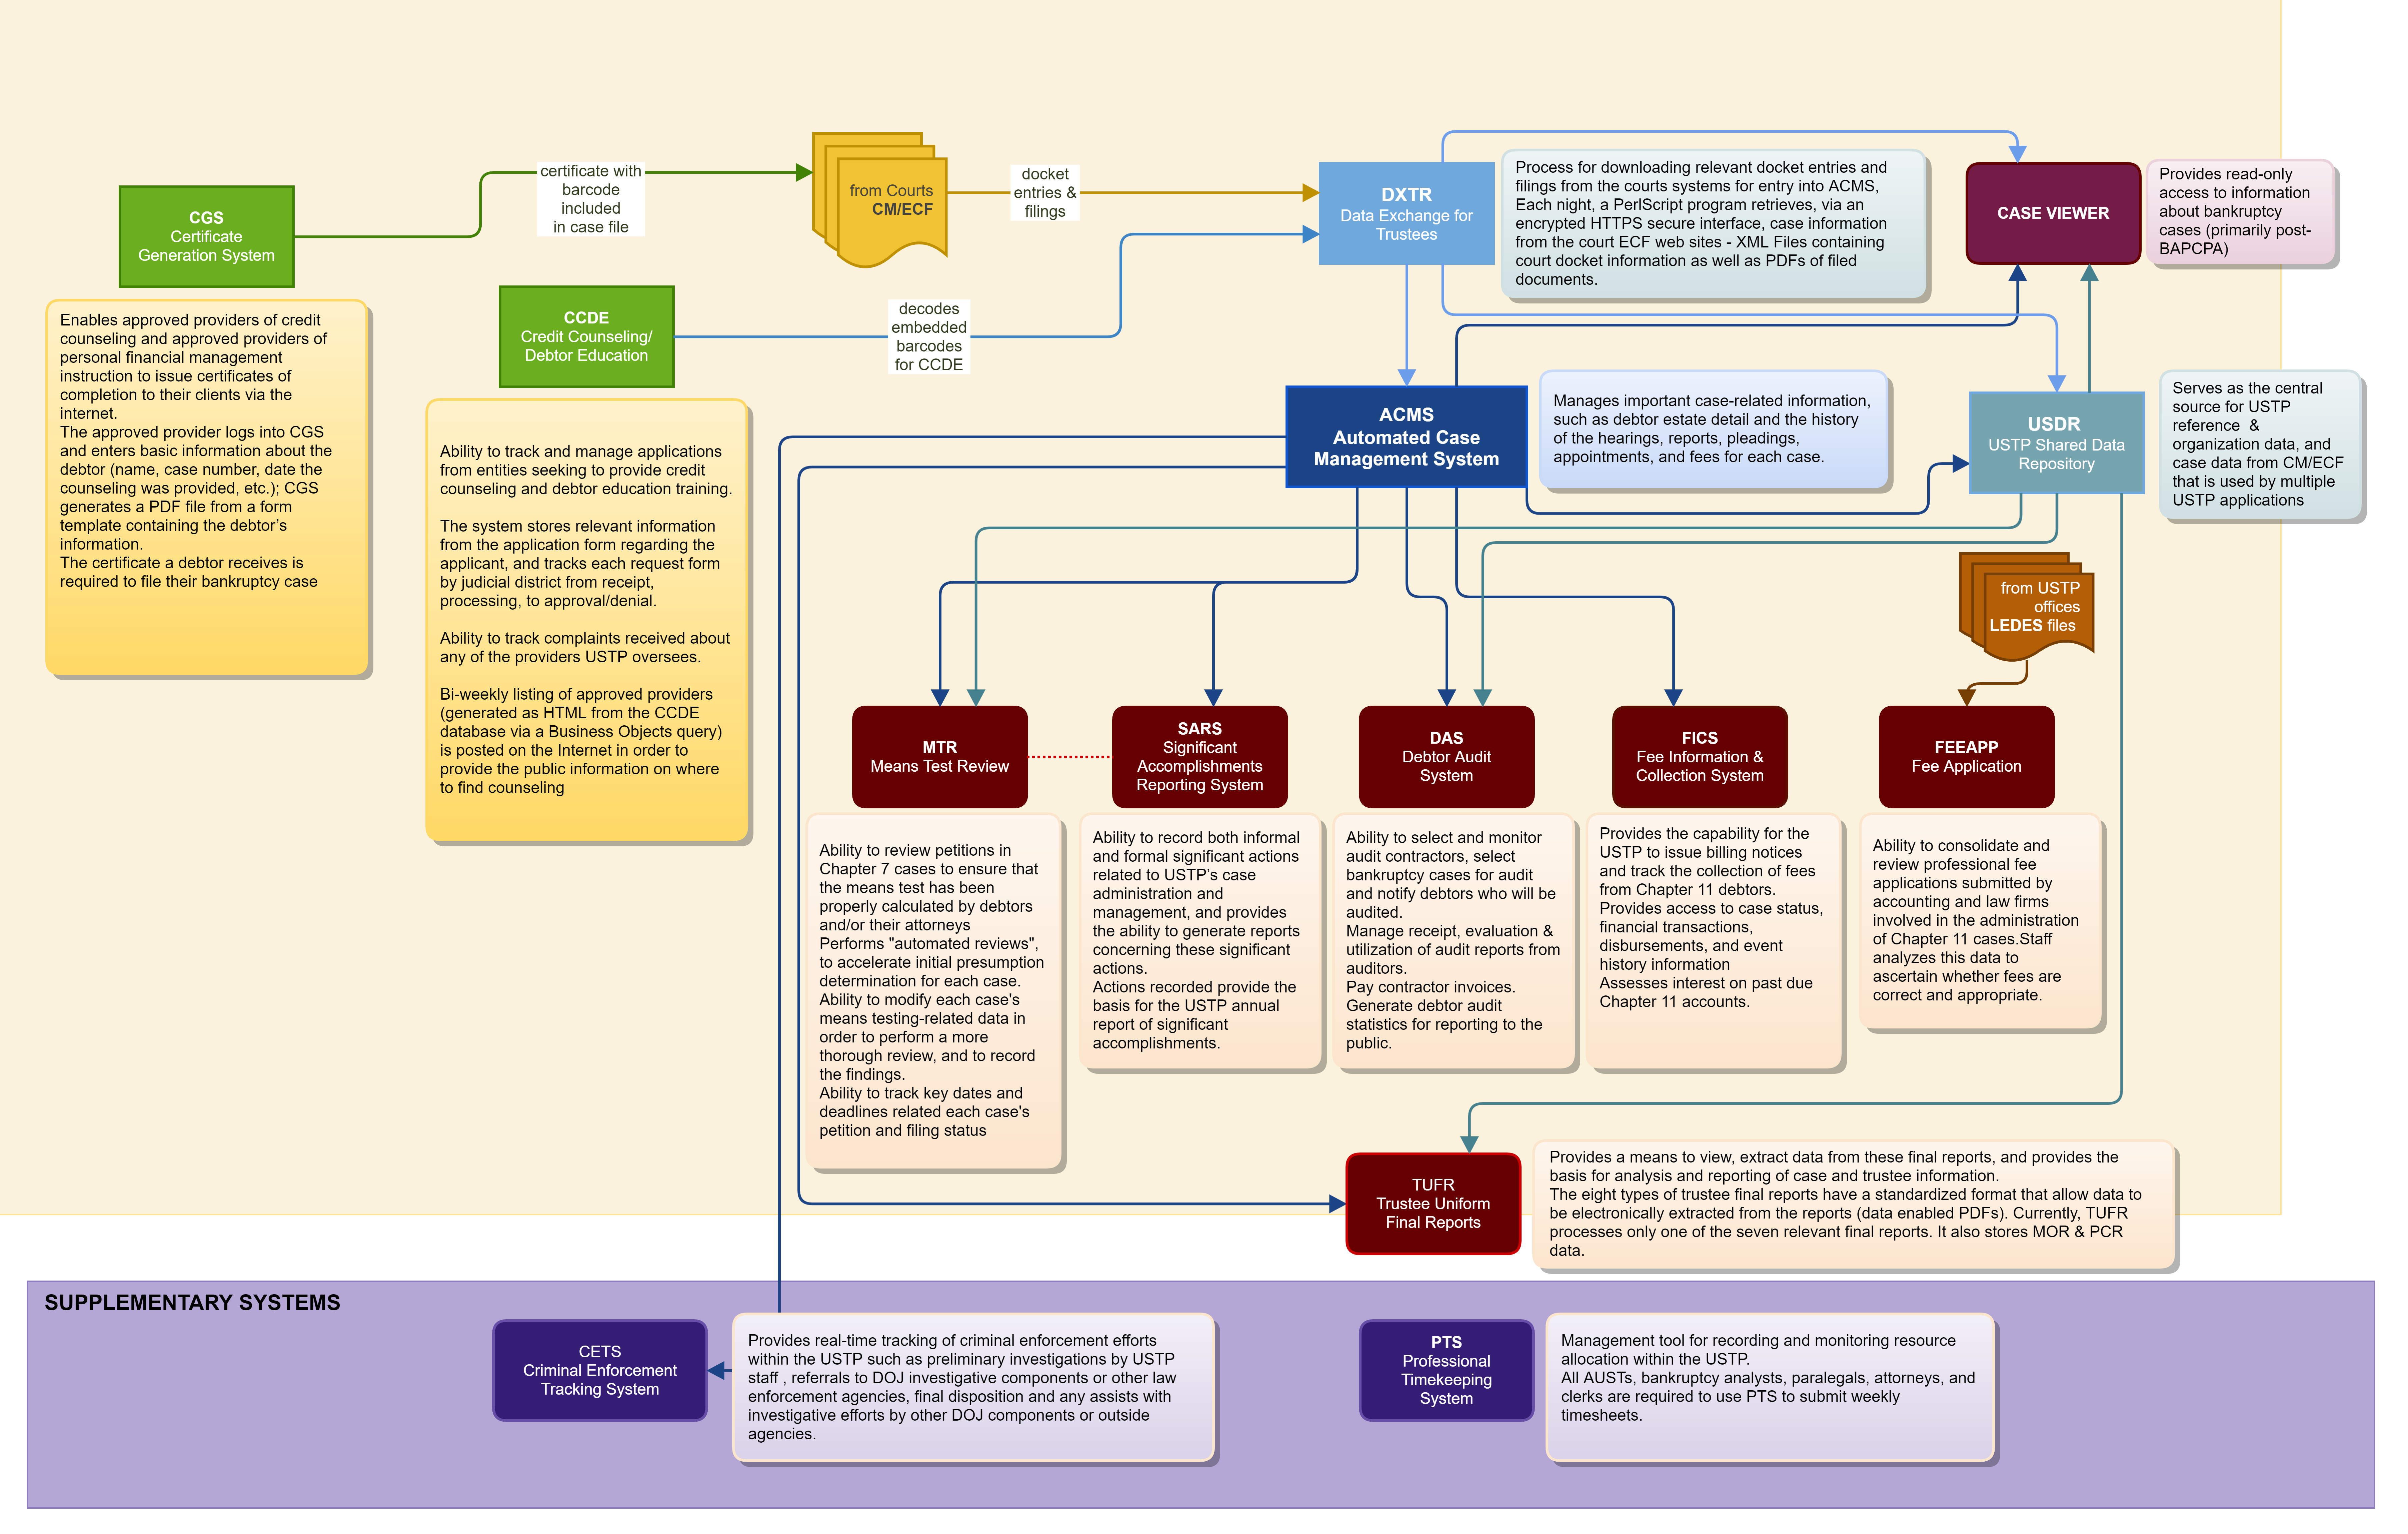 CGS
Certificate
Generation System
Enables approved providers of credit
counseling and approved providers of
personal financial management
instruction to issue certificates of
completion to their clients via the
internet.
The approved provider logs into CGS
and enters basic information about the
debtor (name, case number, date the
counseling was provided, etc.); CGS
generates a PDF file from a form
template containing the debtor's
information.
The certificate a debtor receives is
required to file their bankruptcy case
certificate with
barcode
included
in case file
CCDE
Credit Counseling/
Debtor Education
Ability to track and manage applications
from entities seeking to provide credit
counseling and debtor education training.
The system stores relevant information
from the application form regarding the
applicant, and tracks each request form
by judicial district from receipt,
processing, to approval/denial.
Ability to track complaints received about
any of the providers USTP oversees.
Bi-weekly listing of approved providers
(generated as HTML from the CCDE
database via a Business Objects query)
is posted on the Internet in order to
provide the public information on where
to find counseling
from Courts
CM/ECF
docket
entries &
filings
decodes
embedded
barcodes
for CCDE
DXTR
Data Exchange for
Trustees
Process for downloading relevant docket entries and
filings from the courts systems for entry into ACMS,
Each night, a PerlScript program retrieves, via an
encrypted HTTPS secure interface, case information
from the court ECF web sites - XML Files containing
court docket information as well as PDFs of filed
documents.
CASE VIEWER
Provides read-only
access to information
about bankruptcy
cases (primarily post-
BAPCPA)
ACMS
Automated Case
Management System
Manages important case-related information,
such as debtor estate detail and the history
of the hearings, reports, pleadings,
appointments, and fees for each case.
USDR
USTP Shared Data
Repository
Serves as the central
source for USTP
reference &
organization data, and
case data from CM/ECF
that is used by multiple
USTP applications
from USTP
offices
LEDES files
MTR
Means Test Review
Ability to review petitions in
Chapter 7 cases to ensure that
the means test has been
properly calculated by debtors
and/or their attorneys
Performs "automated reviews",
to accelerate initial presumption
determination for each case.
Ability to modify each case's
means testing-related data in
order to perform a more
thorough review, and to record
the findings.
Ability to track key dates and
deadlines related each case's
petition and filing status
SARS
Significant
Accomplishments
Reporting System
Ability to record both informal
and formal significant actions
related to USTP's case
administration and
management, and provides
the ability to generate reports
concerning these significant
actions.
Actions recorded provide the
basis for the USTP annual
report of significant
accomplishments.
DAS
Debtor Audit
System
Ability to select and monitor
audit contractors, select
bankruptcy cases for audit
and notify debtors who will be
audited.
Manage receipt, evaluation &
utilization of audit reports from
auditors.
Pay contractor invoices.
Generate debtor audit
statistics for reporting to the
public.
FICS
Fee Information &
Collection System
Provides the capability for the
USTP to issue billing notices
and track the collection of fees
from Chapter 11 debtors.
Provides access to case status,
financial transactions,
disbursements, and event
history information
Assesses interest on past due
Chapter 11 accounts.
FEEAPP
Fee Application
Ability to consolidate and
review professional fee
applications submitted by
accounting and law firms
involved in the administration
of Chapter 11 cases.Staff
analyzes this data to
ascertain whether fees are
correct and appropriate.
TUFR
Trustee Uniform
Final Reports
Provides a means to view, extract data from these final reports, and provides the
basis for analysis and reporting of case and trustee information.
The eight types of trustee final reports have a standardized format that allow data to
be electronically extracted from the reports (data enabled PDFs). Currently, TUFR
processes only one of the seven relevant final reports. It also stores MOR & PCR
data.
SUPPLEMENTARY SYSTEMS
CETS
Criminal Enforcement
Tracking System
Provides real-time tracking of criminal enforcement efforts
within the USTP such as preliminary investigations by USTP
staff , referrals to DOJ investigative components or other law
enforcement agencies, final disposition and any assists with
investigative efforts by other DOJ components or outside
agencies.
PTS
Professional
Timekeeping
System
Management tool for recording and monitoring resource
allocation within the USTP.
All AUSTs, bankruptcy analysts, paralegals, attorneys, and
clerks are required to use PTS to submit weekly
timesheets.